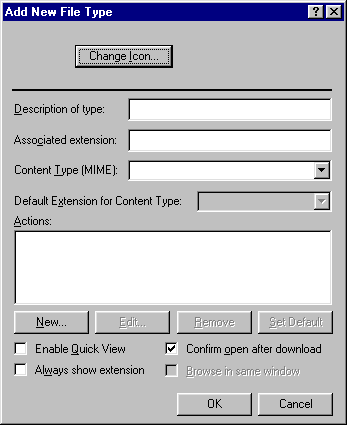 Add New File Type
Change Icon...
Description of type:
Associated extension:
Content Type (MIME):
Default Extension for Content Type:
Actions:
New... Edit... Remove Set Default
Enable Quick View Confirm open after download
Always show extension Browse in same window
OK Cancel